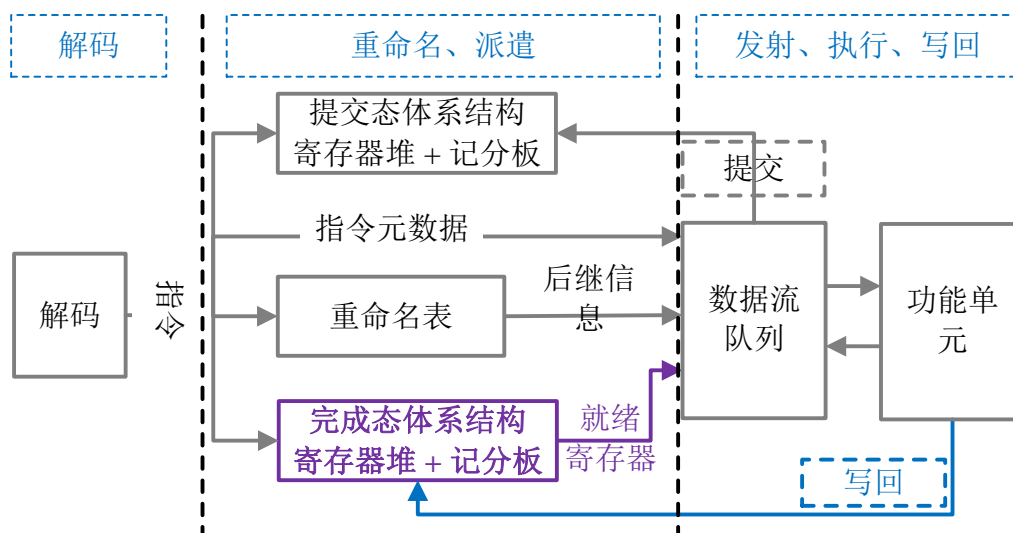 解码
重命名、派遣
发射、执行、写回
提交态体系结构
寄存器堆 + 记分板
提交
指令元数据
解码
指令
重命名表
后继信
息
数据流
队列
功能单
元
完成态体系结构
寄存器堆 + 记分板
就绪
寄存器
写回